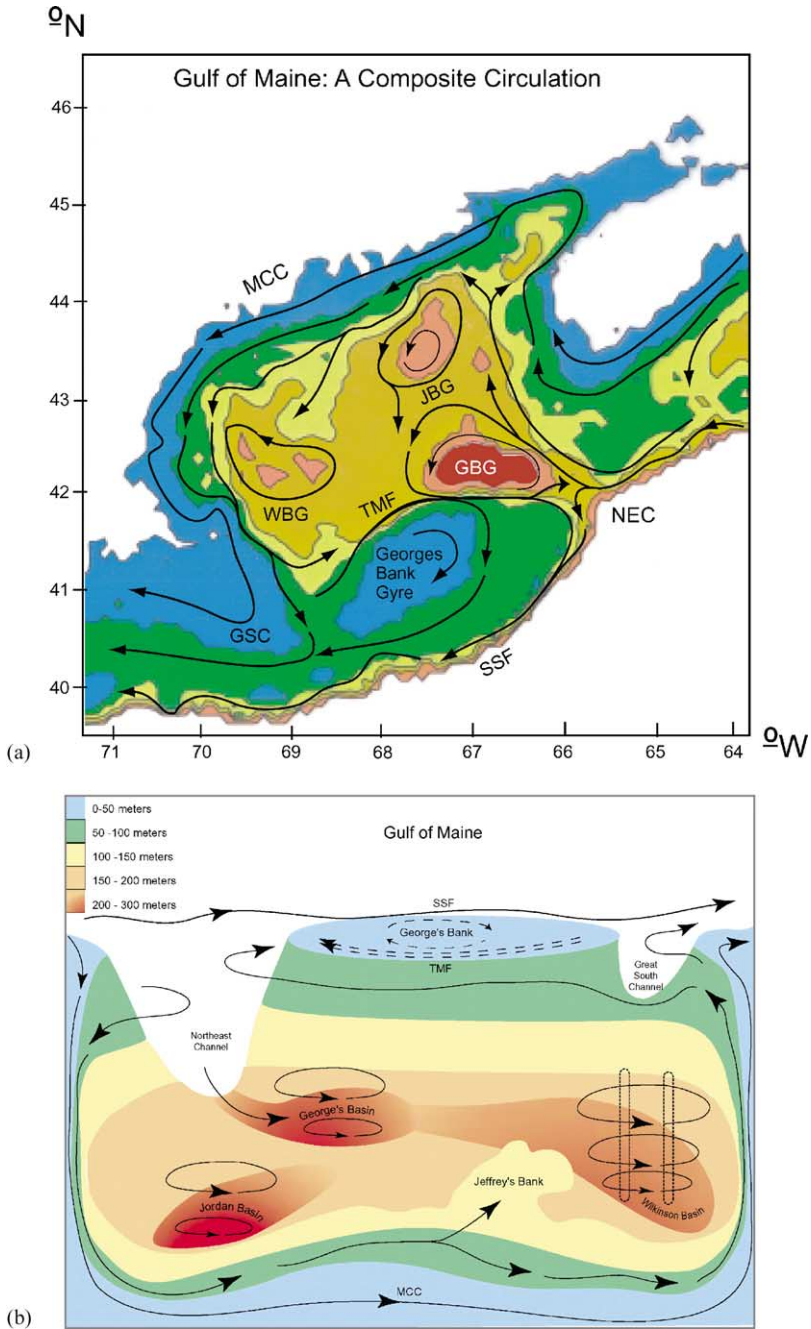 ºN
Gulf of Maine: A Composite Circulation
46
45
44
43
42
41
40
MCC
JBG
GBG
WBG
TMF
NEC
Georges
Bank
Gyre
GSC
SSF
71
70
69
68
67
66
65
64
ºW
(a)
0-50 meters
50 -100 meters
100 -150 meters
150 - 200 meters
200 - 300 meters
Gulf of Maine
SSF
George's Bank
TMF
Great
South
Channel
Northeast
Channel
George's Basin
Jordan Basin
Jeffrey's Bank
Wilkinson Basin
MCC
(b)